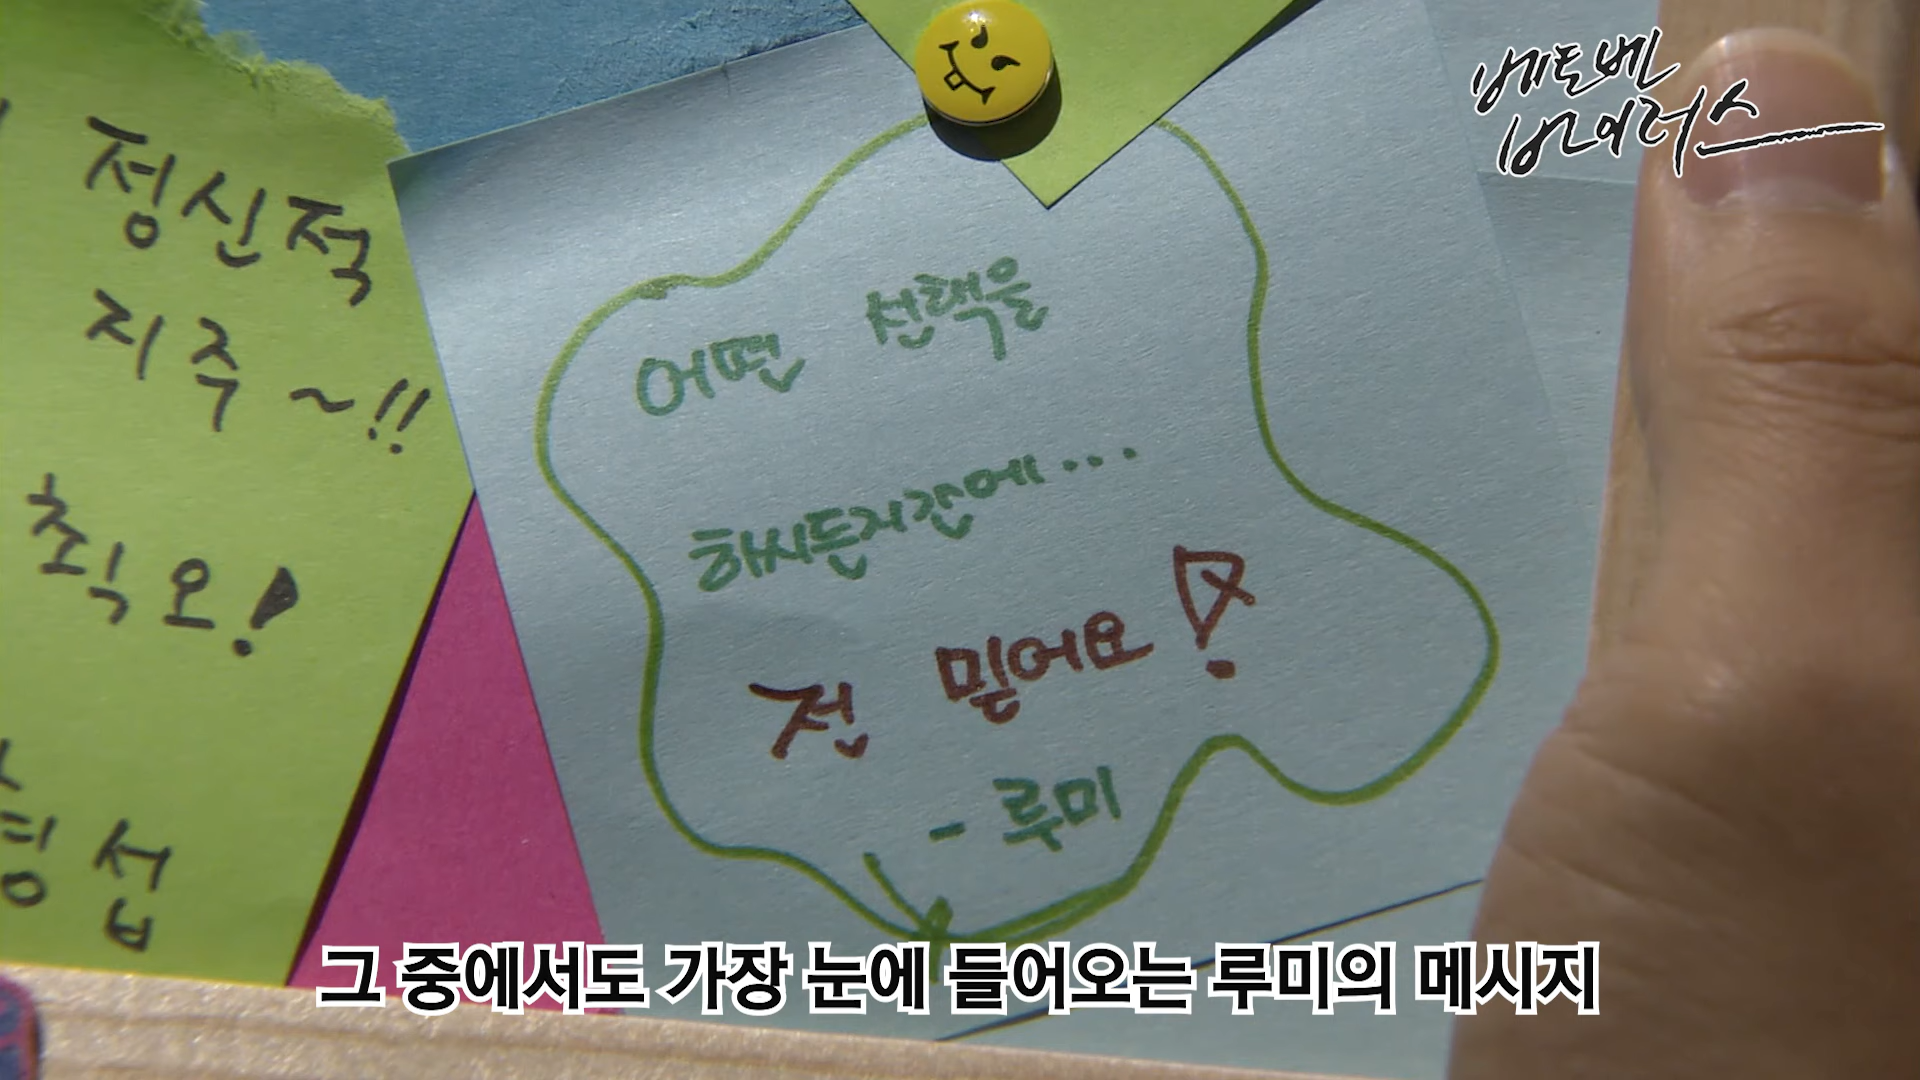 베토벤
바이러스
정신적
지주 ~!!
최고!
영섭
어떤 선택을
하시든지간에...
전 믿어요!
- 루미
그 중에서도 가장 눈에 들어오는 루미의 메시지